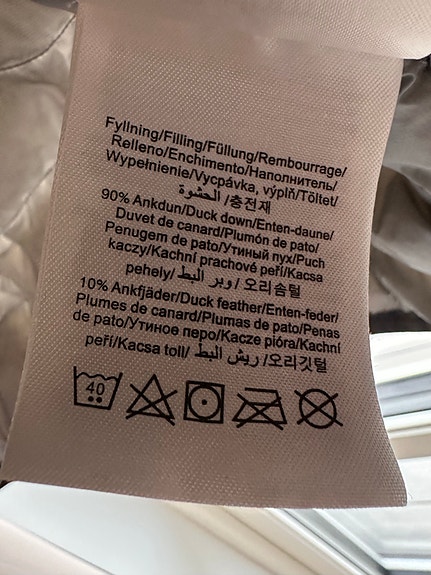 Fyllning/Filling/Füllung/Rembourrage/
Relleno/Enchimento/Наполнитель/
Wypełnienie/Vycpávka, výplň/Töltet/
الحشوة /충전재
90% Ankdun/Duck down/Enten-daune/
Duvet de canard/Plumón de pato/
Penugem de pato/Утиный пух/Puch
kaczy/Kachní prachové peří/Kacsa
pehely/ وبر البط /오리솜털
10% Ankfjäder/Duck feather/Enten-feder/
Plumes de canard/Plumas de pato/Penas
de pato/Утиное перо/Kacze pióra/Kachní
peří/Kacsa toll/ ريش البط /오리깃털
40